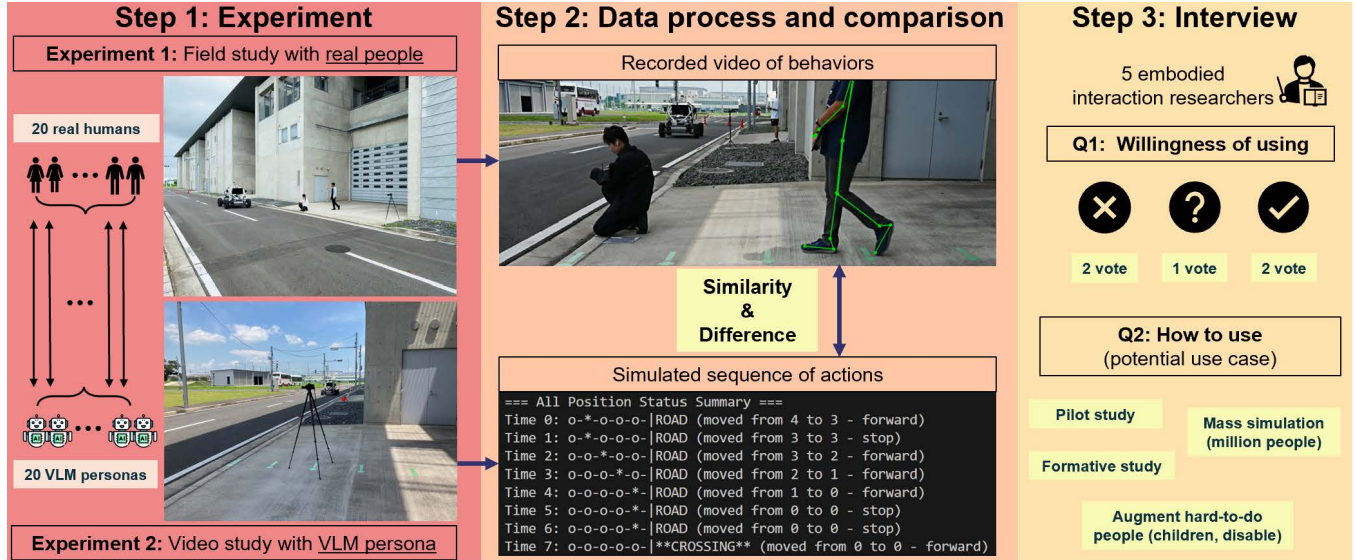 Step 1: Experiment
Experiment 1: Field study with real people
20 real humans
20 VLM personas
Experiment 2: Video study with VLM persona
Step 2: Data process and comparison
Recorded video of behaviors
Similarity
&
Difference
Simulated sequence of actions
=== All Position Status Summary ===
Time 0: o-*-o-o-o-|ROAD (moved from 4 to 3 - forward)
Time 1: o-*-o-o-o-|ROAD (moved from 3 to 3 - stop)
Time 2: o-o-*-o-o-|ROAD (moved from 3 to 2 - forward)
Time 3: o-o-o-*-o-|ROAD (moved from 2 to 1 - forward)
Time 4: o-o-o-o-*-|ROAD (moved from 1 to 0 - forward)
Time 5: o-o-o-o-*-|ROAD (moved from 0 to 0 - stop)
Time 6: o-o-o-o-*-|ROAD (moved from 0 to 0 - stop)
Time 7: o-o-o-o-o-|**CROSSING** (moved from 0 to 0 - forward)
Step 3: Interview
5 embodied
interaction researchers
Q1: Willingness of using
2 vote
1 vote
2 vote
Q2: How to use
(potential use case)
Pilot study
Mass simulation
(million people)
Formative study
Augment hard-to-do
people (children, disable)